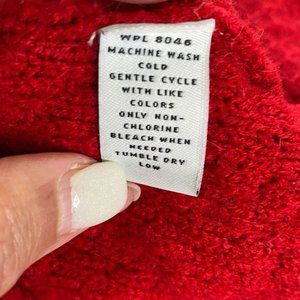 WPL 8046
MACHINE WASH
COLD
GENTLE CYCLE
WITH LIKE
COLORS
ONLY NON-
CHLORINE
BLEACH WHEN
NEEDED
TUMBLE DRY
LOW